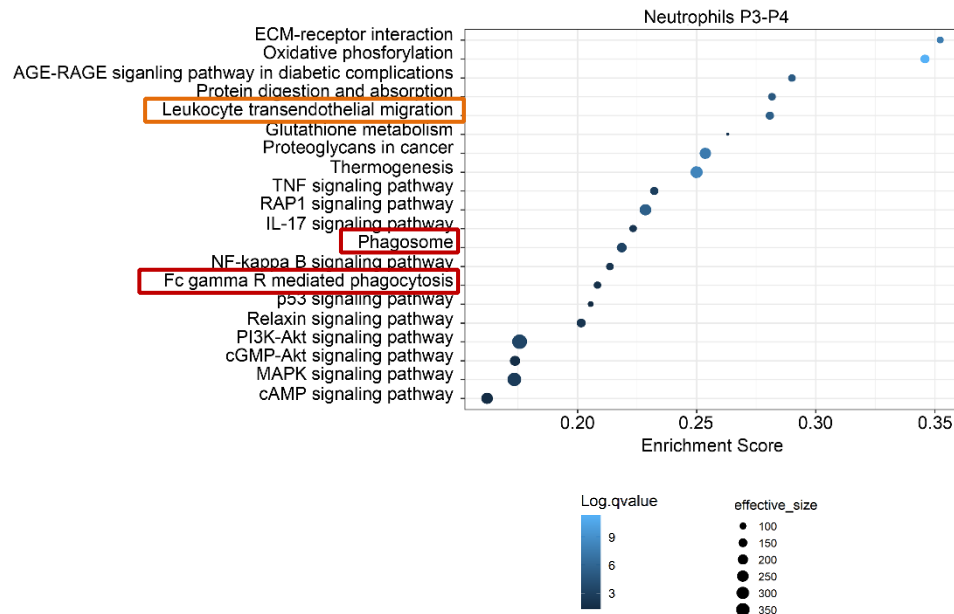 Neutrophils P3-P4
ECM-receptor interaction
Oxidative phosforylation
AGE-RAGE siganling pathway in diabetic complications
Protein digestion and absorption
Leukocyte transendothelial migration
Glutathione metabolism
Proteoglycans in cancer
Thermogenesis
TNF signaling pathway
RAP1 signaling pathway
IL-17 signaling pathway
Phagosome
NF-kappa B signaling pathway
Fc gamma R mediated phagocytosis
p53 signaling pathway
Relaxin signaling pathway
PI3K-Akt signaling pathway
cGMP-Akt signaling pathway
MAPK signaling pathway
cAMP signaling pathway
0.20 0.25 0.30 0.35
Enrichment Score
Log.qvalue
9
6
3
effective_size
100
150
200
250
300
350